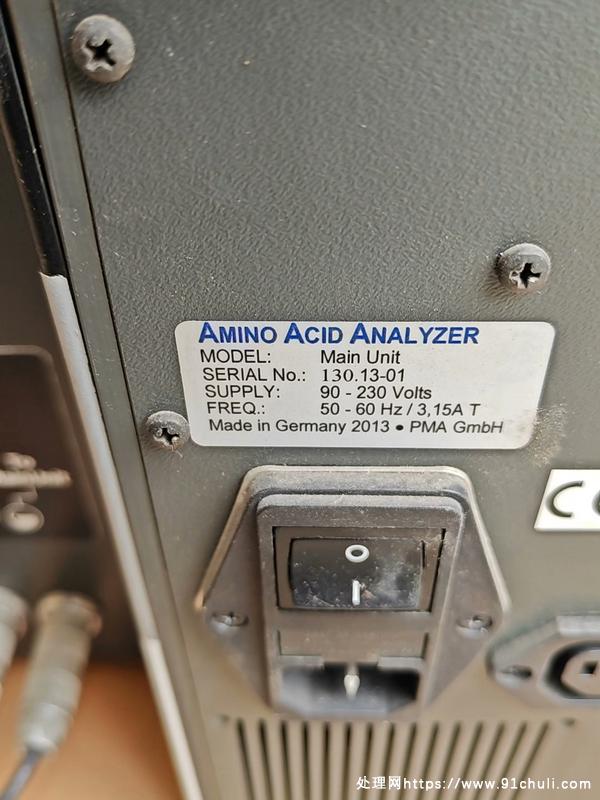 AMINO ACID ANALYZER
MODEL: Main Unit
SERIAL No.: 130.13-01
SUPPLY: 90 - 230 Volts
FREQ.: 50 - 60 Hz / 3,15A T
Made in Germany 2013 • PMA GmbH
To
CE
O
I
处理网https://www.91chuli.com